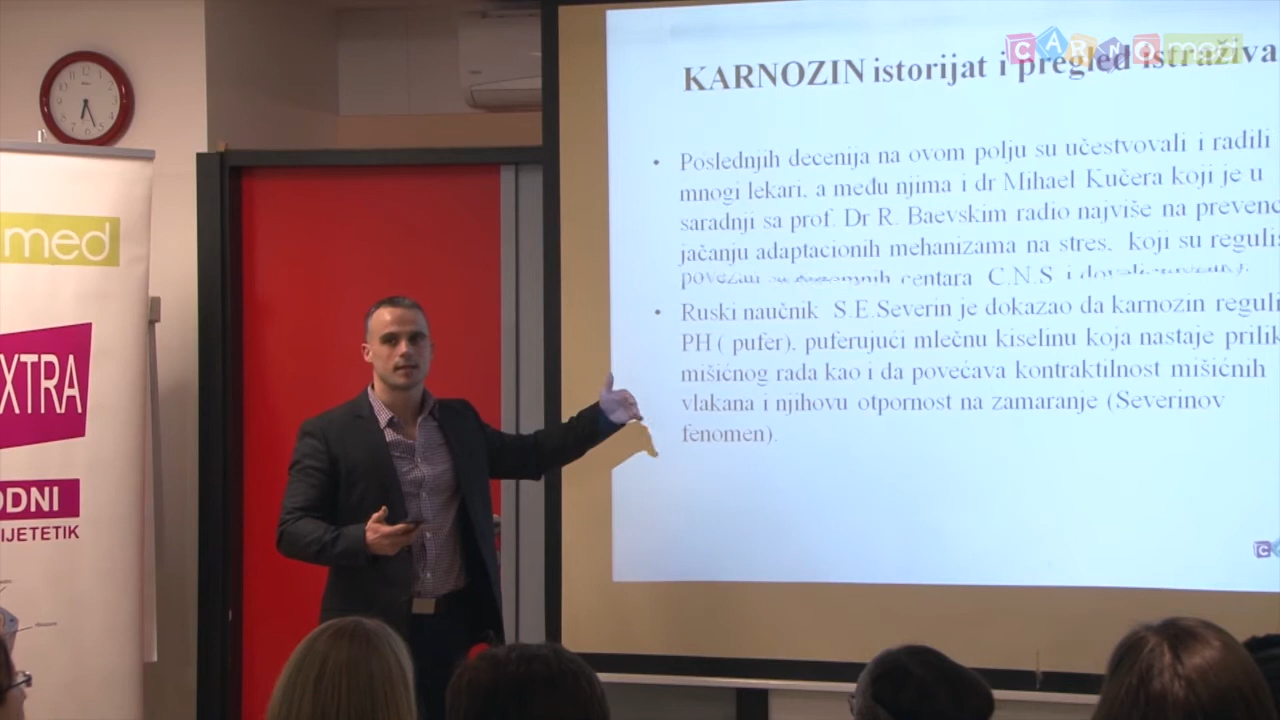 CARNOmed
KARNOZIN istorijat i pregled istraživa
• Poslednjih decenija na ovom polju su učestvovali i radili
mnogi lekari, a među njima i dr Mihael Kučera koji je u
saradnji sa prof. Dr R. Baevskim radio najviše na prevenc
jačanju adaptacionih mehanizama na stres, koji su regulis
centara C.N.S i
• Ruski naučnik S.E.Severin je dokazao da karnozin reguli
PH ( pufer), puferujući mlečnu kiselinu koja nastaje prilik
mišićnog rada kao i da povećava kontraktilnost mišićnih
vlakana i njihovu otpornost na zamaranje (Severinov
fenomen).
med
XTRA
ODNI
IJETETIK
12